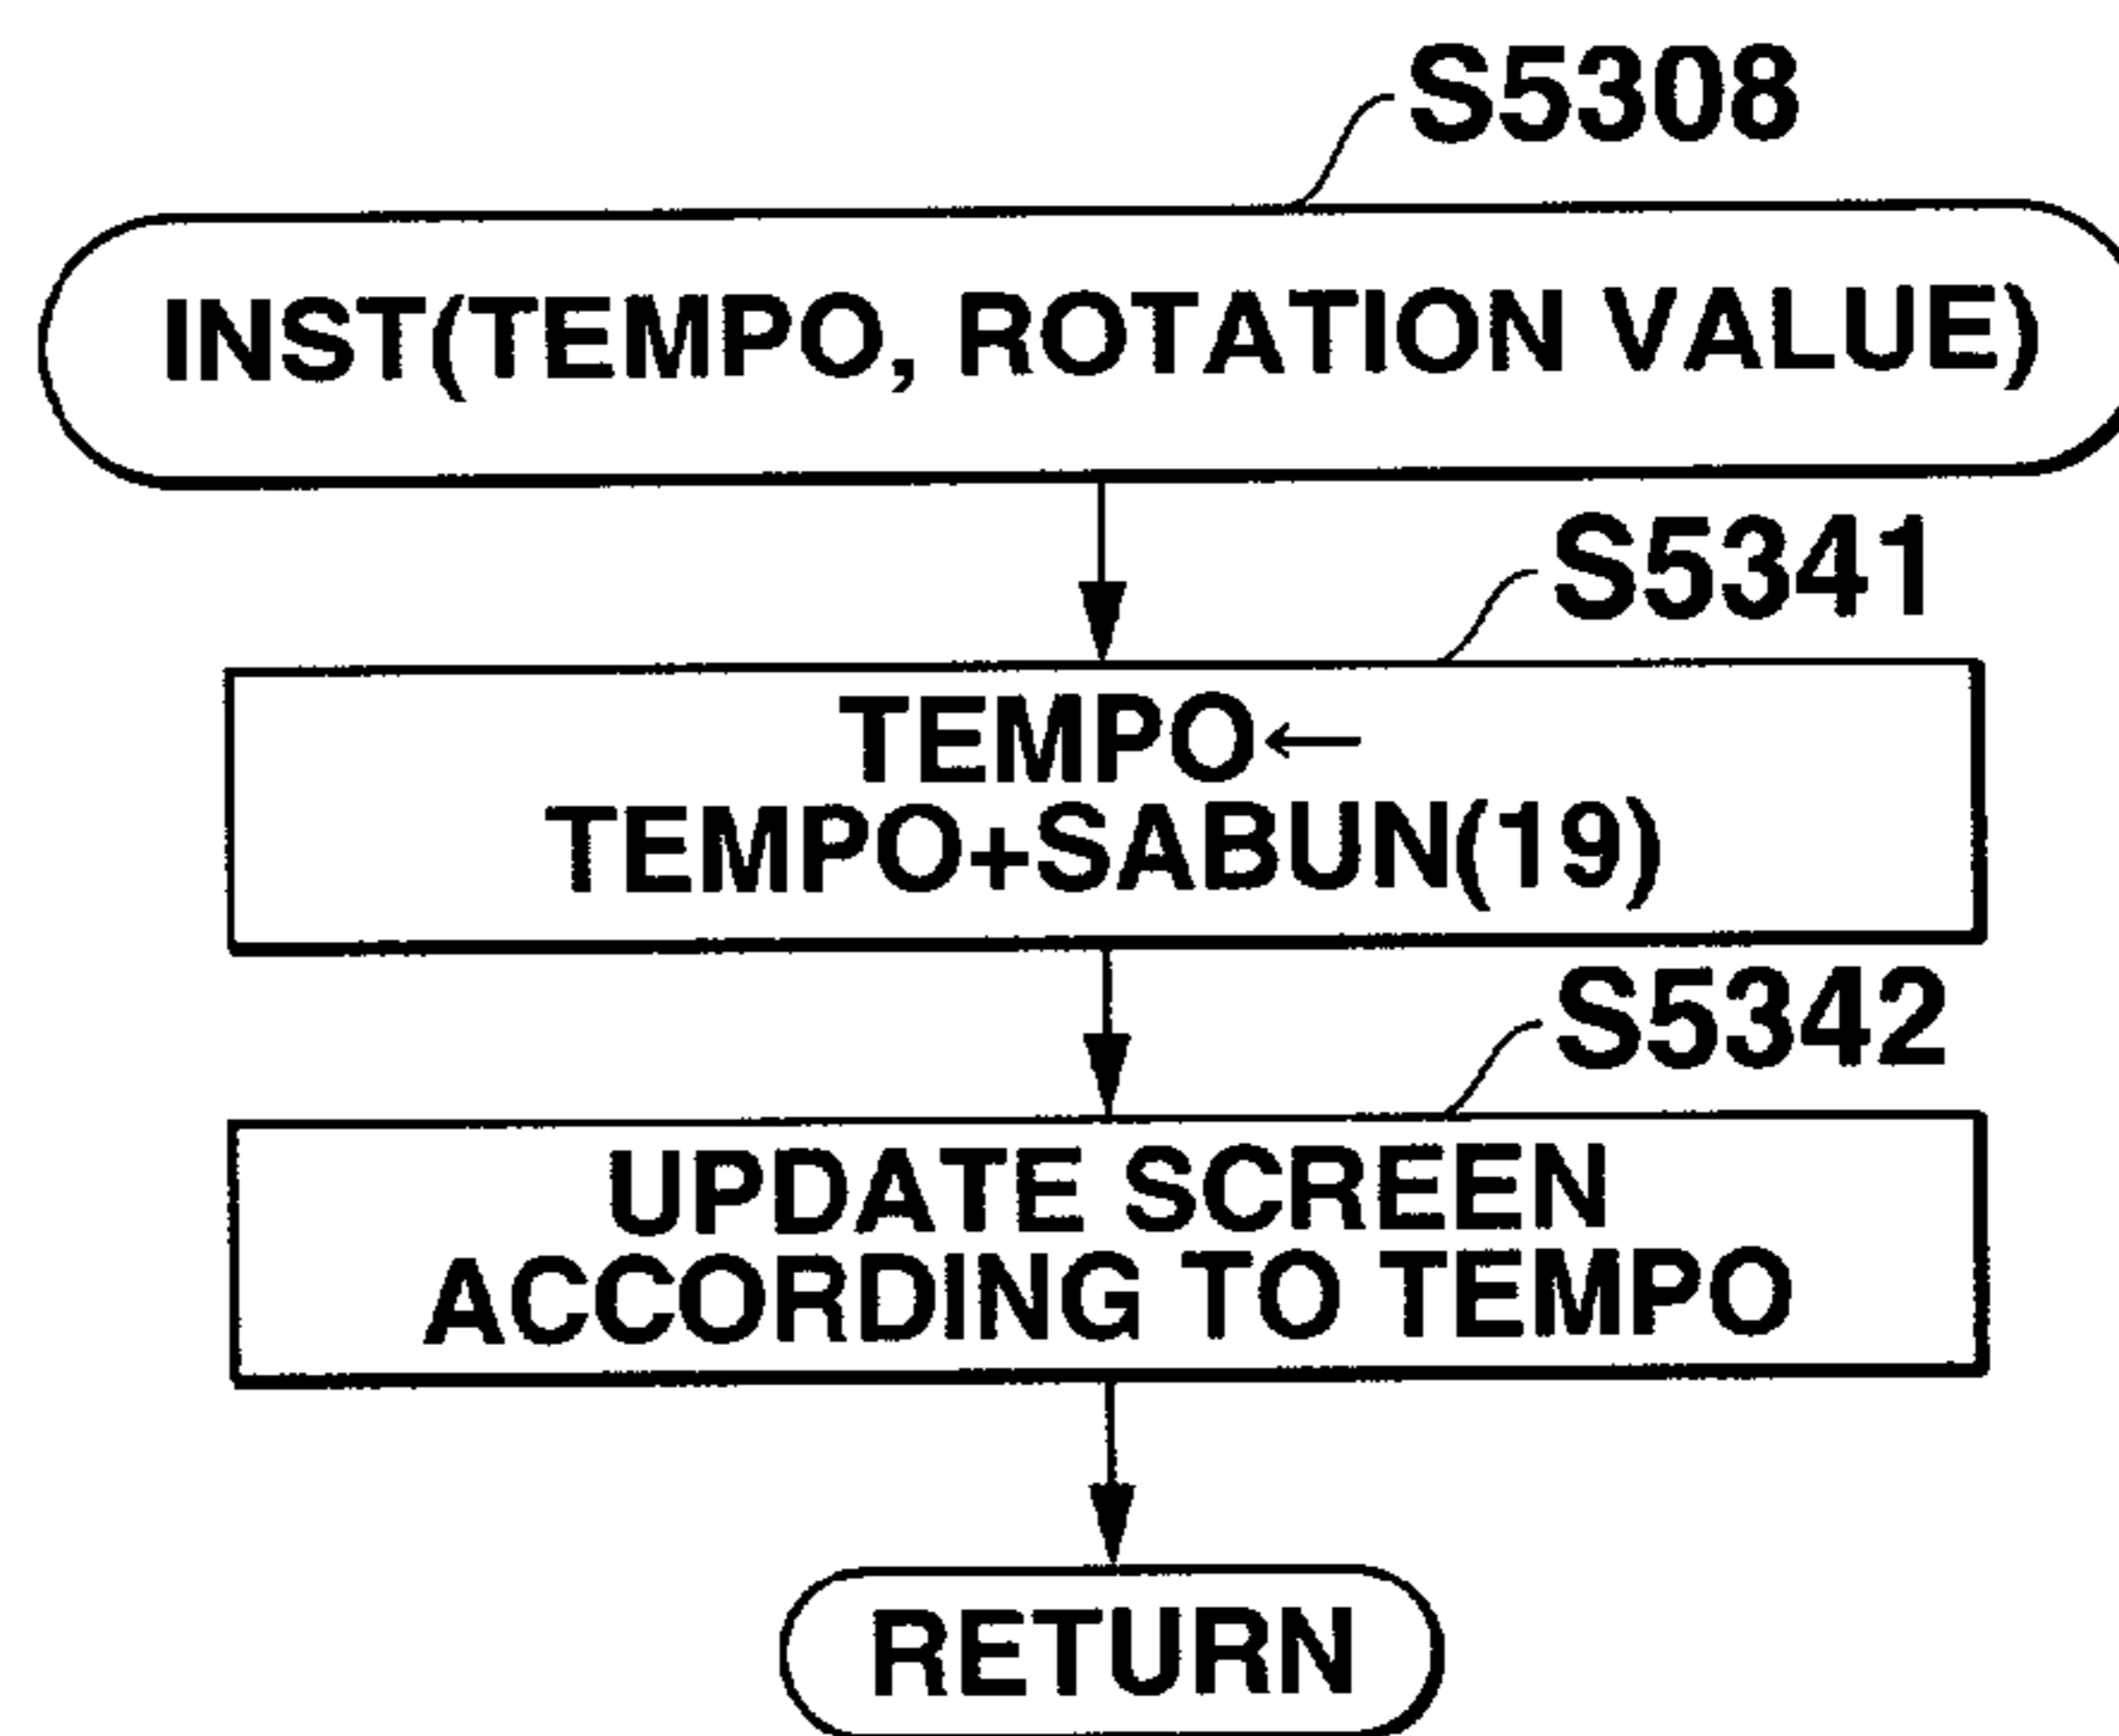 S5308
INST(TEMPO, ROTATION VALUE)
S5341
TEMPO←
TEMPO+SABUN(19)
S5342
UPDATE SCREEN
ACCORDING TO TEMPO
RETURN